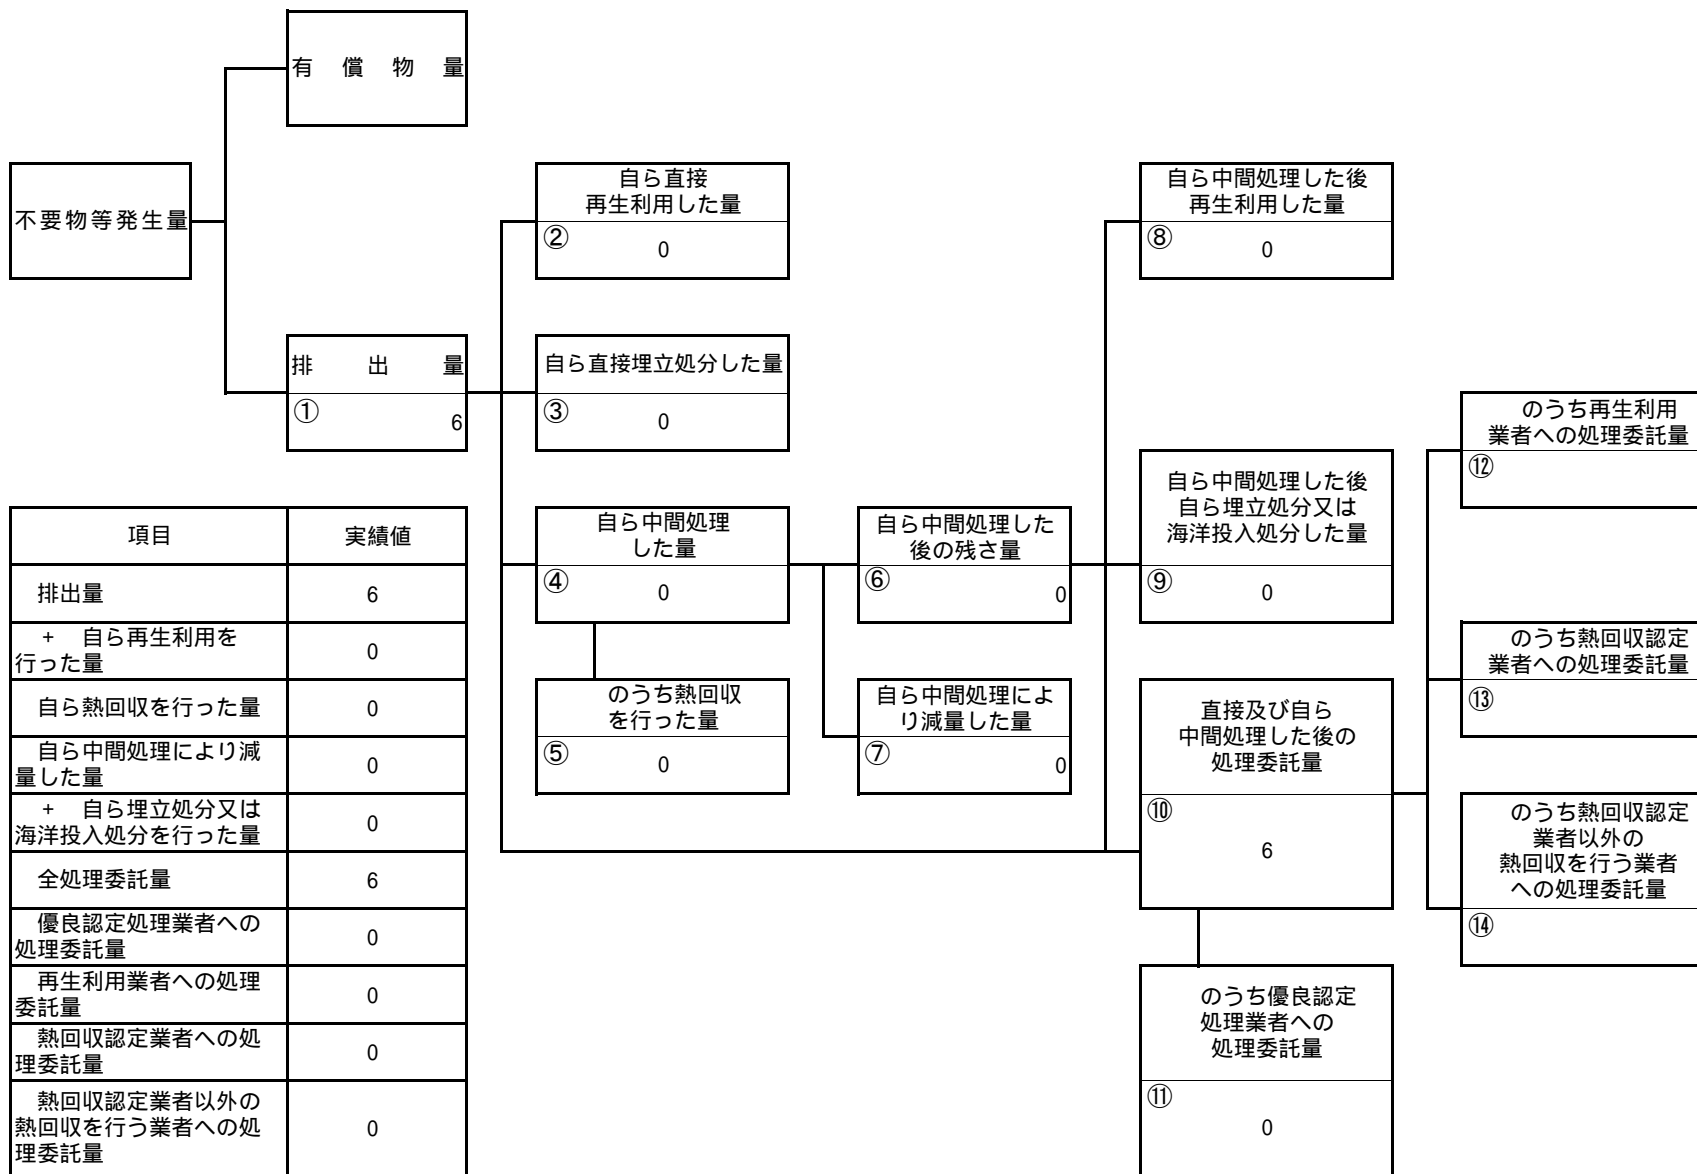 有償物量
不要物等発生量
排出量
①
6
自ら直接
再生利用した量
②
0
自ら直接埋立処分した量
③
0
自ら中間処理
した量
④
0
のうち熱回収
を行った量
⑤
0
自ら中間処理した
後の残さ量
⑥
0
自ら中間処理によ
り減量した量
⑦
0
自ら中間処理した後
再生利用した量
⑧
0
自ら中間処理した後
自ら埋立処分又は
海洋投入処分した量
⑨
0
直接及び自ら
中間処理した後の
処理委託量
⑩
6
のうち優良認定
処理業者への
処理委託量
⑪
0
のうち再生利用
業者への処理委託量
⑫
のうち熱回収認定
業者への処理委託量
⑬
のうち熱回収認定
業者以外の
熱回収を行う業者
への処理委託量
⑭
項目 実績値
排出量 6
+ 自ら再生利用を
行った量 0
自ら熱回収を行った量 0
自ら中間処理により減
量した量 0
+ 自ら埋立処分又は
海洋投入処分を行った量 0
全処理委託量 6
優良認定処理業者への
処理委託量 0
再生利用業者への処理
委託量 0
熱回収認定業者への処
理委託量 0
熱回収認定業者以外の
熱回収を行う業者への処
理委託量 0